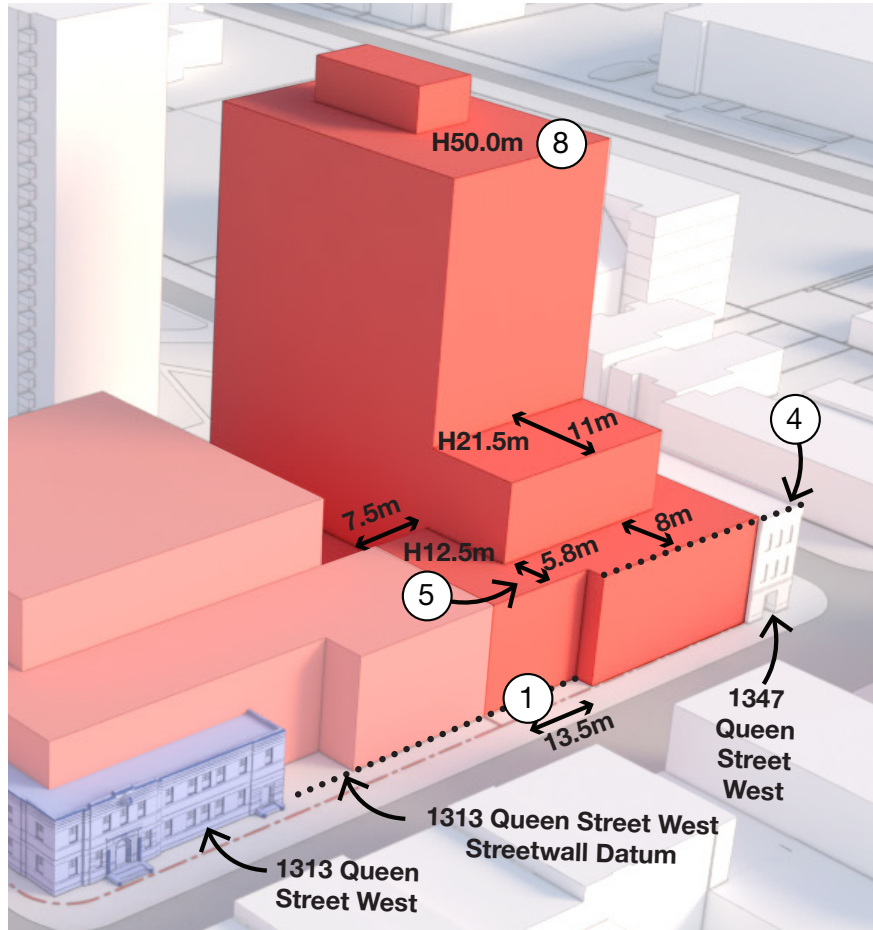 H50.0m
8
4
11m
H21.5m
7.5m
8m
H12.5m
5.8m
5
1
13.5m
1347
Queen
Street
West
1313 Queen Street West
Streetwall Datum
1313 Queen
Street West